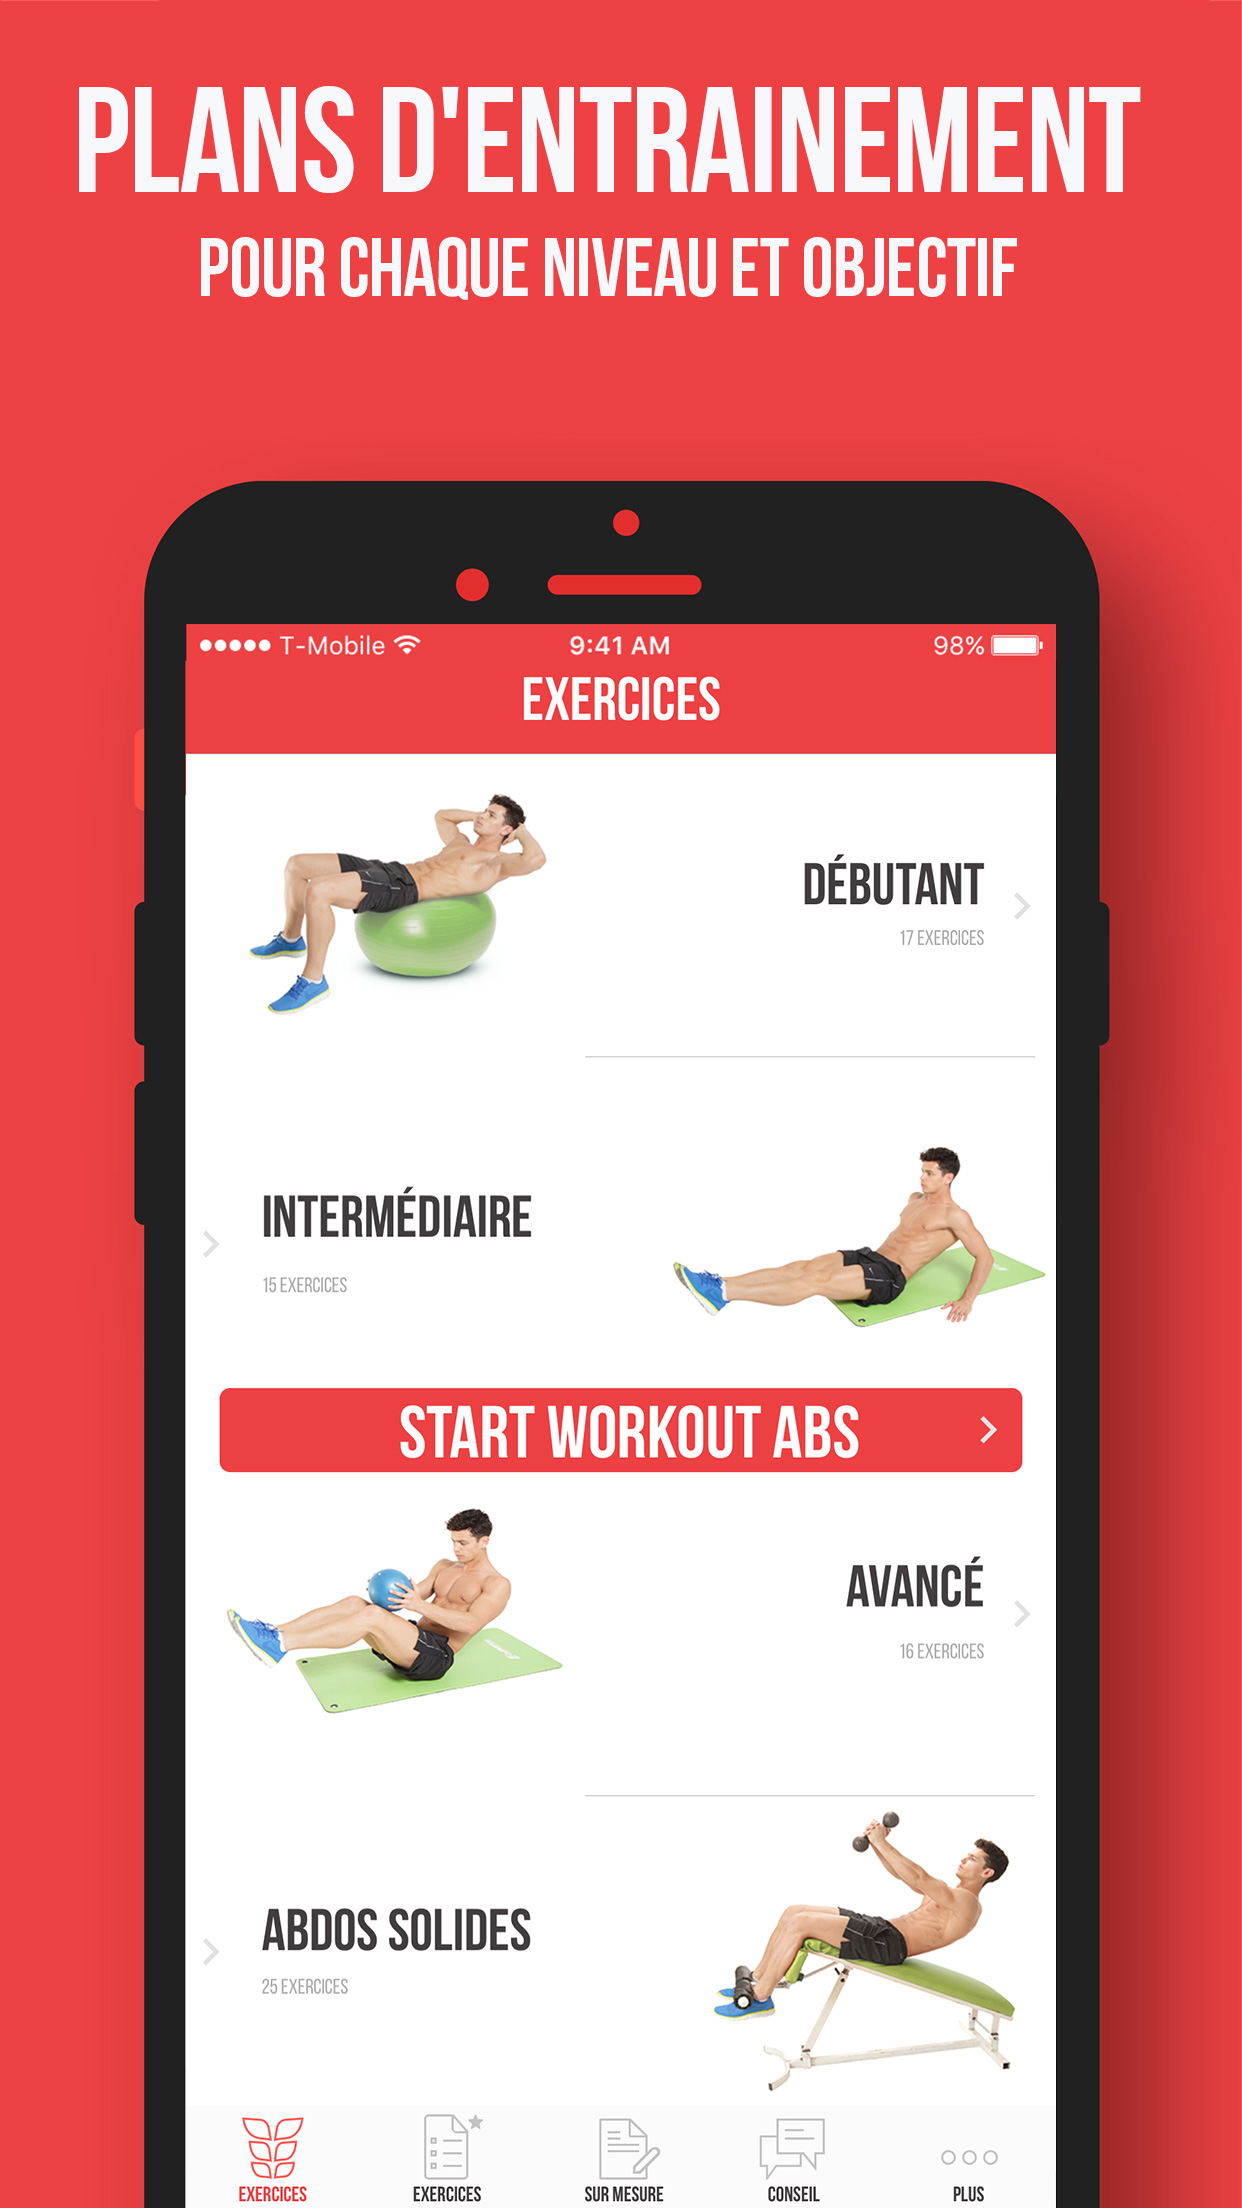 PLANS D'ENTRAINEMENT
POUR CHAQUE NIVEAU ET OBJECTIF
T-Mobile 9:41 AM 98%
EXERCICES
DÉBUTANT
17 EXERCICES
INTERMÉDIAIRE
15 EXERCICES
START WORKOUT ABS
AVANCÉ
16 EXERCICES
ABDOS SOLIDES
25 EXERCICES
EXERCICES EXERCICES SUR MESURE CONSEIL PLUS